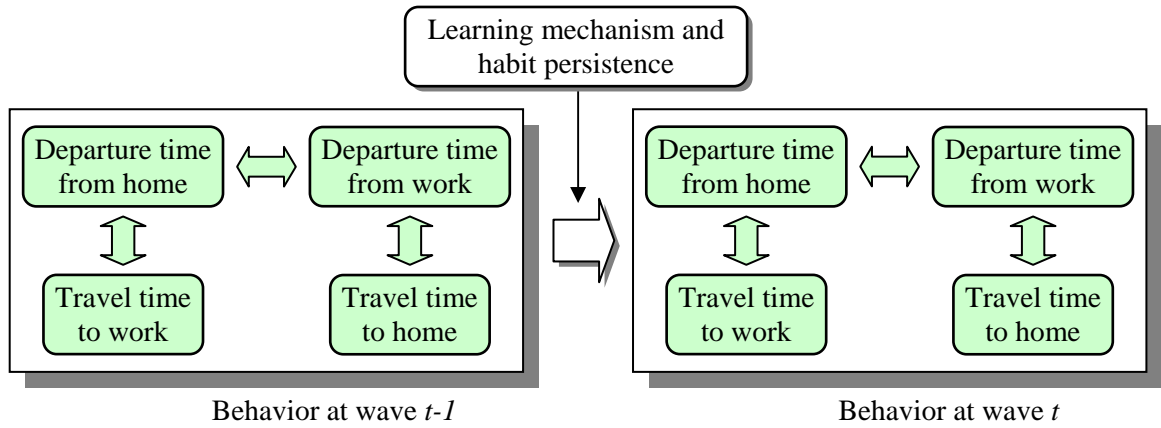 Learning mechanism and
habit persistence
Departure time
from home
Departure time
from work
Travel time
to work
Travel time
to home
Behavior at wave t-1
Departure time
from home
Departure time
from work
Travel time
to work
Travel time
to home
Behavior at wave t